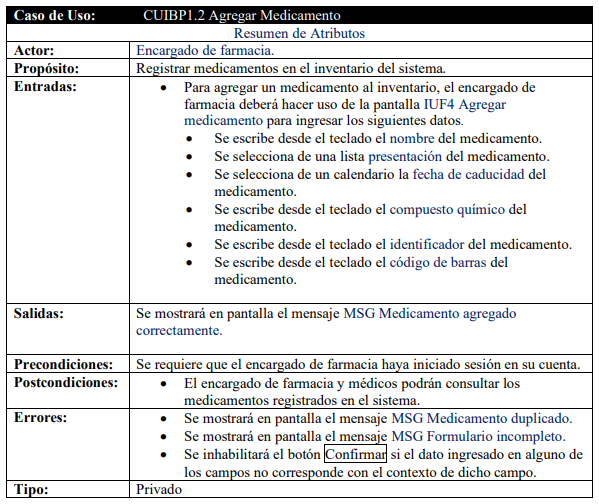 Caso de Uso: CUIBP1.2 Agregar Medicamento
Resumen de Atributos
Actor: Encargado de farmacia.
Propósito: Registrar medicamentos en el inventario del sistema.
Entradas: • Para agregar un medicamento al inventario, el encargado de
farmacia deberá hacer uso de la pantalla IUF4 Agregar
medicamento para ingresar los siguientes datos.
• Se escribe desde el teclado el nombre del medicamento.
• Se selecciona de una lista presentación del medicamento.
• Se selecciona de un calendario la fecha de caducidad del
medicamento.
• Se escribe desde el teclado el compuesto químico del
medicamento.
• Se escribe desde el teclado el identificador del medicamento.
• Se escribe desde el teclado el código de barras del
medicamento.
Salidas: Se mostrará en pantalla el mensaje MSG Medicamento agregado
correctamente.
Precondiciones: Se requiere que el encargado de farmacia haya iniciado sesión en su cuenta.
Postcondiciones: • El encargado de farmacia y médicos podrán consultar los
medicamentos registrados en el sistema.
Errores: • Se mostrará en pantalla el mensaje MSG Medicamento duplicado.
• Se mostrará en pantalla el mensaje MSG Formulario incompleto.
• Se inhabilitará el botón Confirmar si el dato ingresado en alguno de
los campos no corresponde con el contexto de dicho campo.
Tipo: Privado